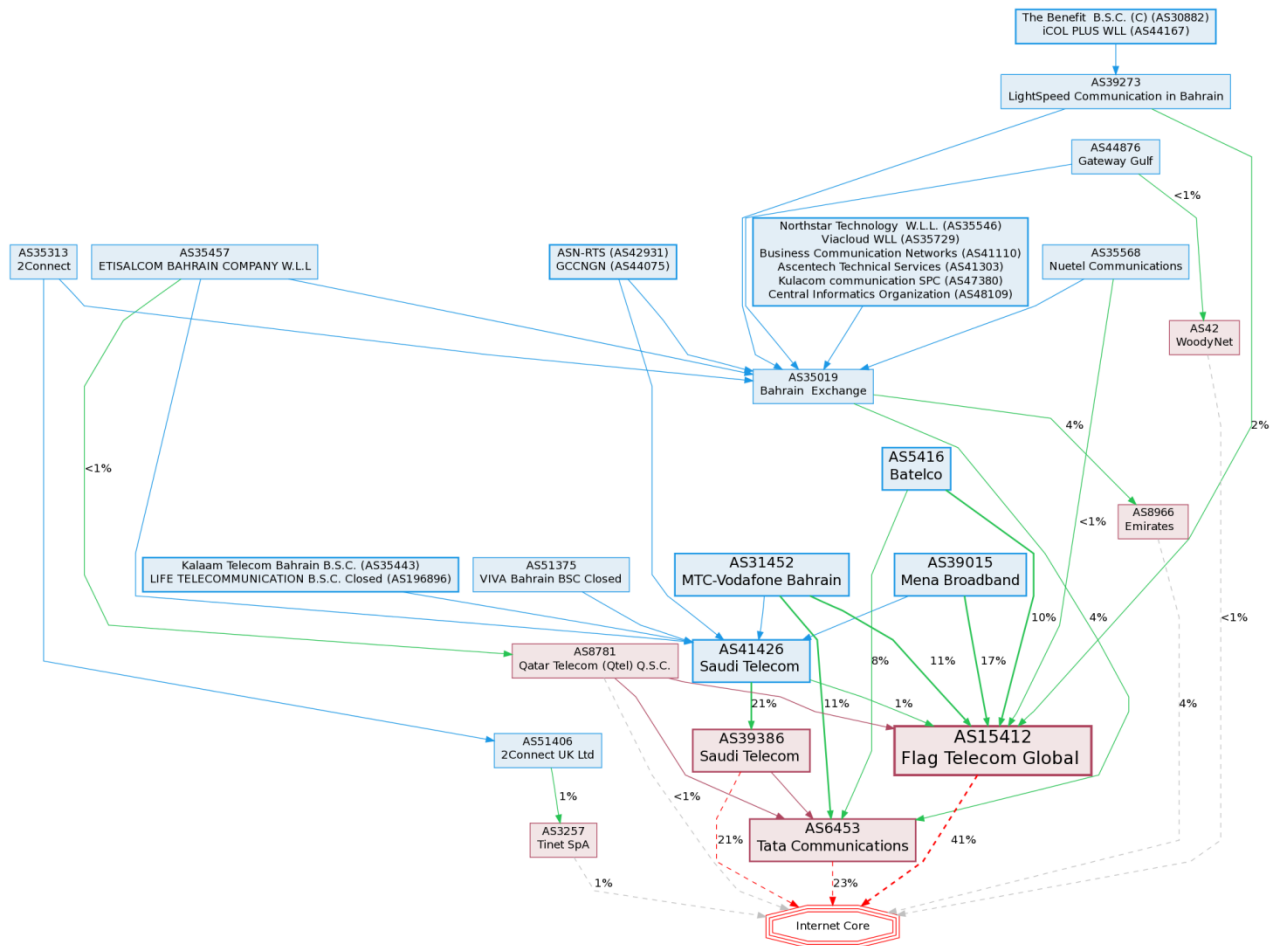 The Benefit  B.S.C. (C) (AS30882)
iCOL PLUS WLL (AS44167)
AS39273
LightSpeed Communication in Bahrain
AS44876
Gateway Gulf
<1%
Northstar Technology  W.L.L. (AS35546)
Viacloud WLL (AS35729)
Business Communication Networks (AS41110)
Ascentech Technical Services (AS41303)
Kulacom communication SPC (AS47380)
Central Informatics Organization (AS48109)
AS35313
2Connect
AS35457
ETISALCOM BAHRAIN COMPANY W.L.L
ASN-RTS (AS42931)
GCCNGN (AS44075)
AS35568
Nuetel Communications
AS42
WoodyNet
AS35019
Bahrain  Exchange
4%
2%
<1%
AS5416
Batelco
AS8966
Emirates
<1%
Kalaam Telecom Bahrain B.S.C. (AS35443)
LIFE TELECOMMUNICATION B.S.C. Closed (AS196896)
AS51375
VIVA Bahrain BSC Closed
AS31452
MTC-Vodafone Bahrain
AS39015
Mena Broadband
10%
4%
<1%
AS8781
Qatar Telecom (Qtel) Q.S.C.
AS41426
Saudi Telecom
8%
11%
17%
21%
11%
1%
4%
AS51406
2Connect UK Ltd
AS39386
Saudi Telecom
AS15412
Flag Telecom Global
1%
<1%
AS3257
Tinet SpA
21%
AS6453
Tata Communications
41%
1%
23%
Internet Core